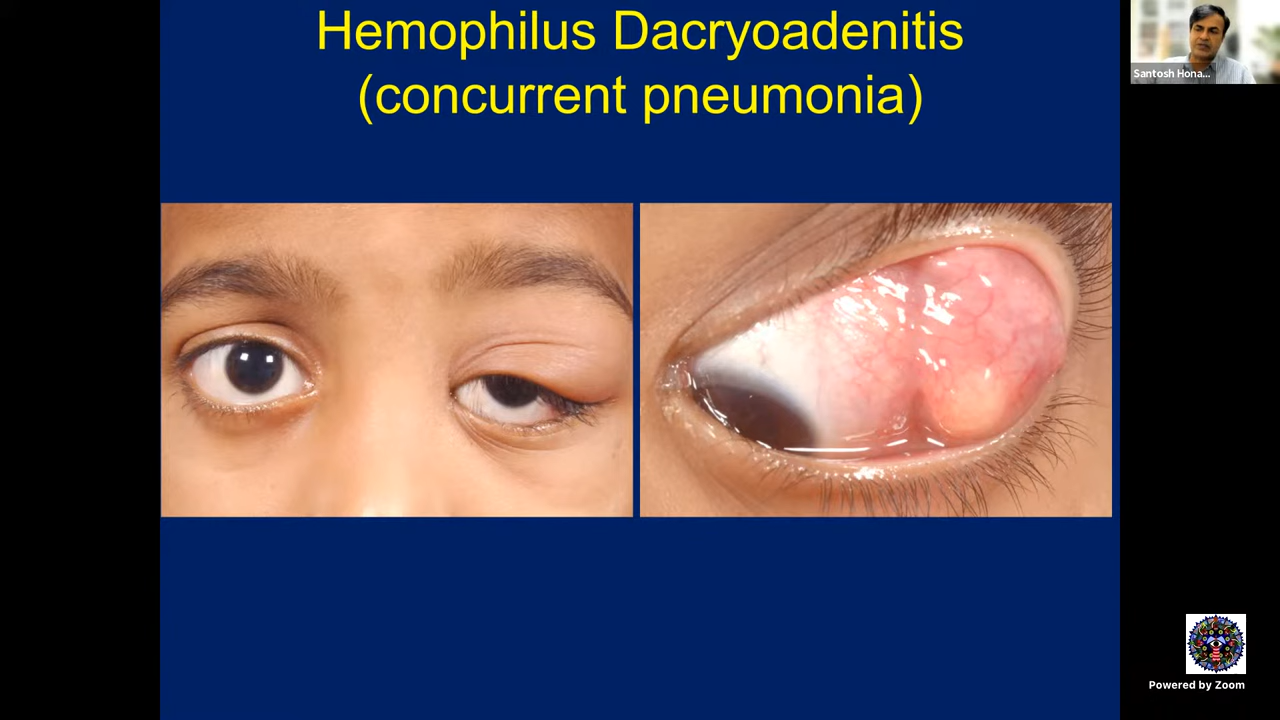 Hemophilus Dacryoadenitis
(concurrent pneumonia)
Santosh Hona...
Powered by Zoom